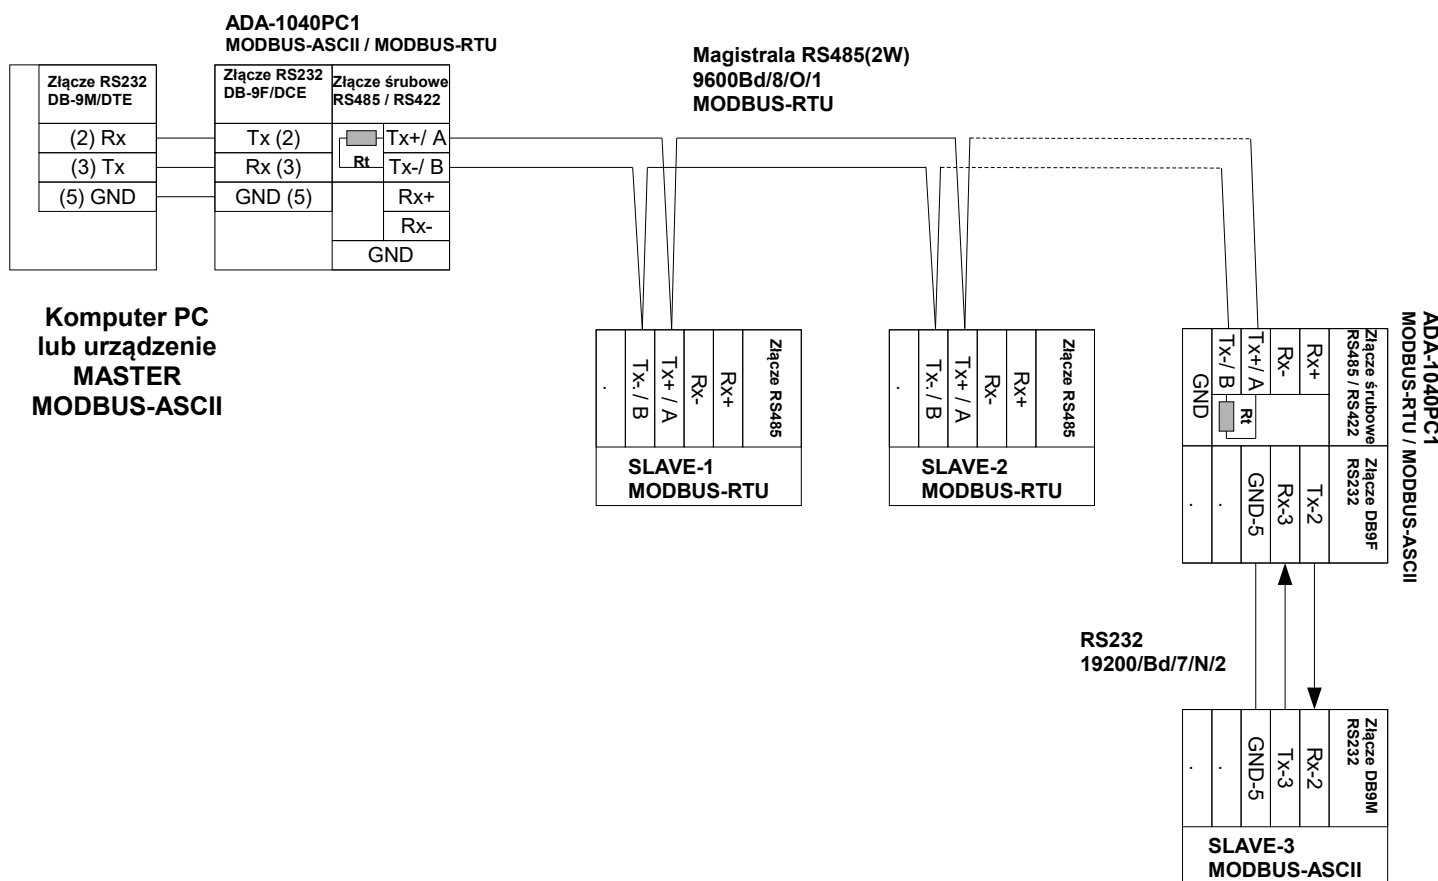 ADA-1040PC1
MODBUS-ASCII / MODBUS-RTU
Złącze RS232
DB-9M/DTE
(2) Rx
(3) Tx
(5) GND
Złącze RS232
DB-9F/DCE
Tx (2)
Rx (3)
GND (5)
Złącze śrubowe
RS485 / RS422
Rt
Tx+/ A
Tx-/ B
Rx+
Rx-
GND
Magistrala RS485(2W)
9600Bd/8/O/1
MODBUS-RTU
Komputer PC
lub urządzenie
MASTER
MODBUS-ASCII
Złącze RS485
Rx+
Rx-
Tx+ / A
Tx-. / B
.
SLAVE-1
MODBUS-RTU
Złącze RS485
Rx+
Rx-
Tx+ / A
Tx-. / B
.
SLAVE-2
MODBUS-RTU
ADA-1040PC1
MODBUS-RTU / MODBUS-ASCII
Złącze śrubowe
RS485 / RS422
Rx+
Rx-
Tx+/ A
Tx-/ B
GND
Rt
Złącze DB9F
RS232
Tx-2
Rx-3
GND-5
.
.
RS232
19200/Bd/7/N/2
Złącze DB9M
RS232
Rx-2
Tx-3
GND-5
.
.
SLAVE-3
MODBUS-ASCII